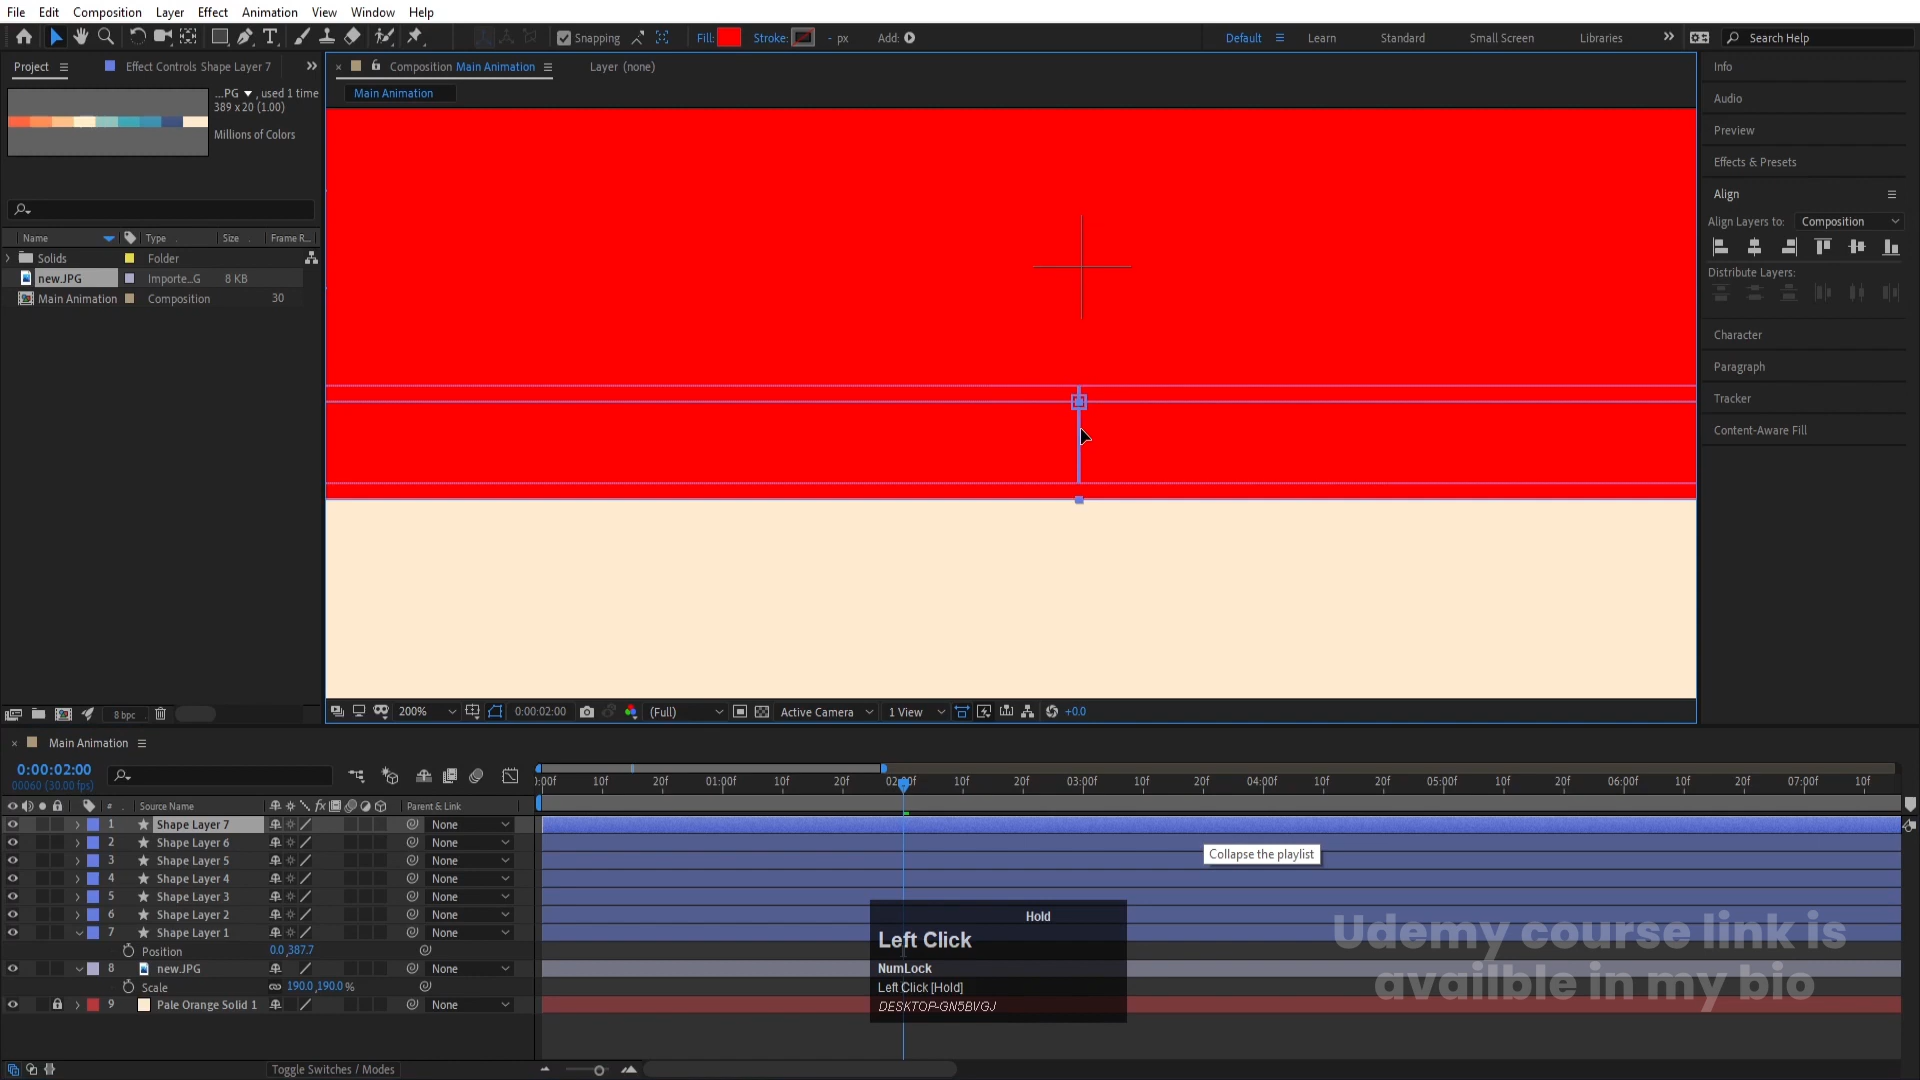 File Edit Composition Layer Effect Animation View Window Help
Snapping Fill: Stroke: - px Add: Default Learn Standard Small Screen Libraries Search Help
Project Effect Controls Shape Layer 7 Composition Main Animation Layer (none)
Main Animation
...PG , used 1 time
389 x 20 (1.00)
Millions of Colors
Name Type Size Frame R...
Solids Folder
new.JPG Importe...G 8 KB
Main Animation Composition 30
Info
Audio
Preview
Effects & Presets
Align
Align Layers to: Composition
Distribute Layers:
Character
Paragraph
Tracker
Content-Aware Fill
8 bpc 200% 0:00:02:00 (Full) Active Camera 1 View +0.0
Main Animation
0:00:02:00
00060 (30.00 fps)
):00f 10f 20f 01:00f 10f 20f 02:00f 10f 20f 03:00f 10f 20f 04:00f 10f 20f 05:00f 10f 20f 06:00f 10f 20f 07:00f 10f
# Source Name fx Parent & Link
1 Shape Layer 7 None
2 Shape Layer 6 None
3 Shape Layer 5 None
4 Shape Layer 4 None
5 Shape Layer 3 None
6 Shape Layer 2 None
7 Shape Layer 1 None
Position 0.0,387.7
8 new.JPG None
Scale 190.0,190.0%
9 Pale Orange Solid 1 None
Collapse the playlist
Hold
Left Click
NumLock
Left Click [Hold]
DESKTOP-GN5BVGJ
Udemy course link is
availble in my bio
Toggle Switches / Modes